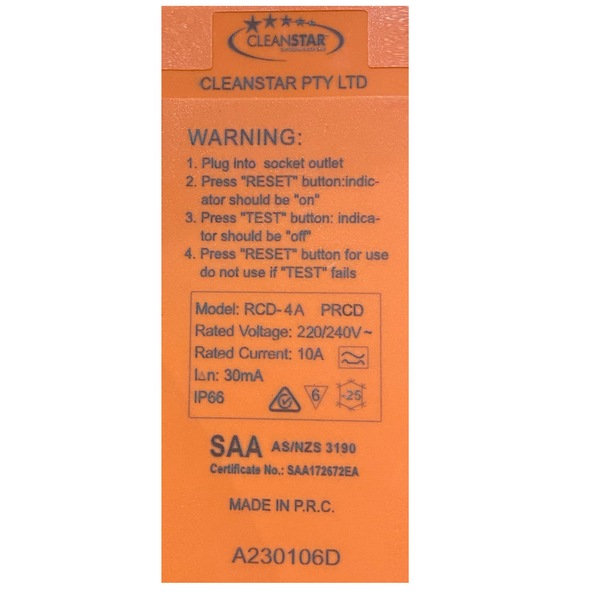 CLEANSTAR
CLEANSTAR PTY LTD
WARNING:
1. Plug into socket outlet
2. Press "RESET" button:indic-
ator should be "on"
3. Press "TEST" button: indica-
tor should be "off"
4. Press "RESET" button for use
do not use if "TEST" fails
Model: RCD-4A PRCD
Rated Voltage: 220/240V~
Rated Current: 10A
I△n: 30mA
IP66 6 -25
SAA AS/NZS 3190
Certificate No.: SAA172672EA
MADE IN P.R.C.
A230106D